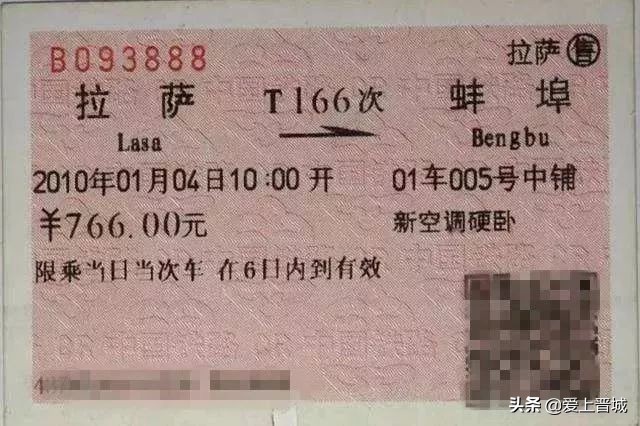 B093888
拉萨 售
拉 萨 T166次 蚌 埠
Lasa Bengbu
2010年01月04日10:00开 01车005号中铺
￥766.00元 新空调硬卧
限乘当日当次车 在6日内到有效
头条 @爱上晋城